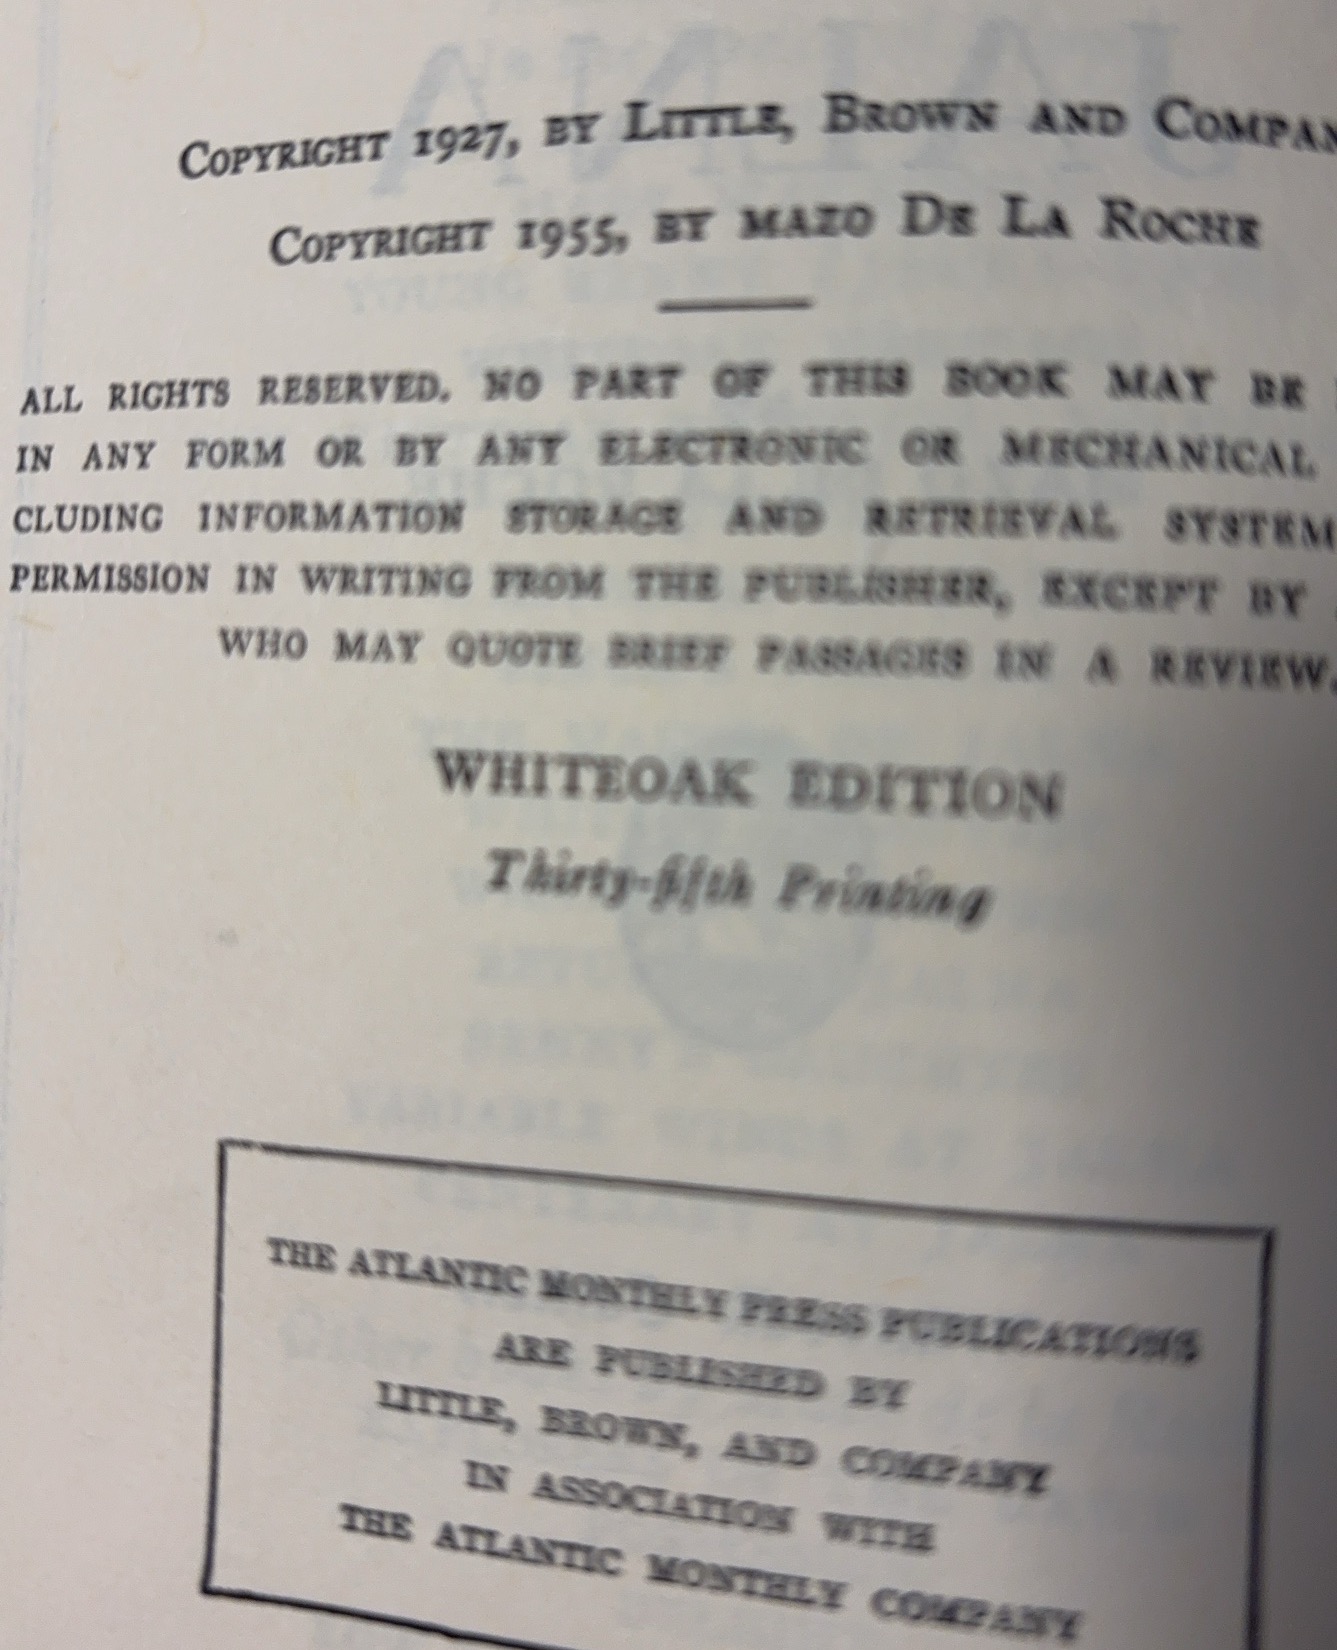 COPYRIGHT 1927, BY LITTLE, BROWN AND COMPAN
COPYRIGHT 1955, BY MAZO DE LA ROCHE
ALL RIGHTS RESERVED. NO PART OF THIS BOOK MAY BE
IN ANY FORM OR BY ANY ELECTRONIC OR MECHANICAL
CLUDING INFORMATION STORAGE AND RETRIEVAL SYSTEM
PERMISSION IN WRITING FROM THE PUBLISHER, EXCEPT BY
WHO MAY QUOTE BRIEF PASSAGES IN A REVIEW.
WHITEOAK EDITION
Thirty-fifth Printing
THE ATLANTIC MONTHLY PRESS PUBLICATIONS
ARE PUBLISHED BY
LITTLE, BROWN, AND COMPANY
IN ASSOCIATION WITH
THE ATLANTIC MONTHLY COMPANY